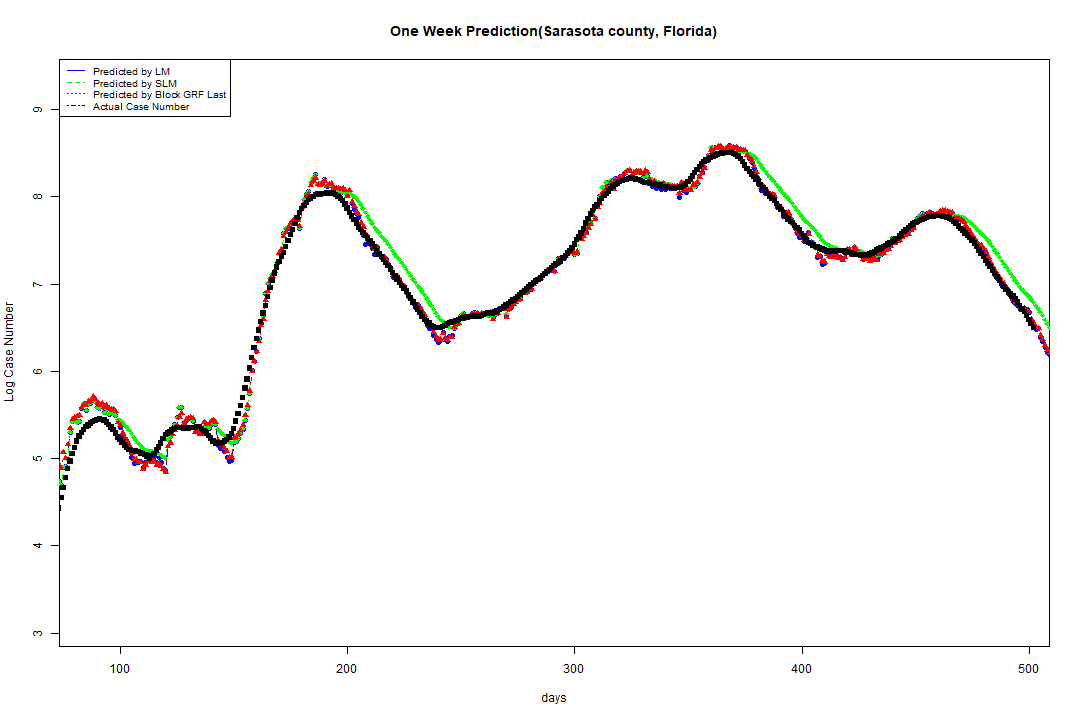 One Week Prediction(Sarasota county, Florida)
Predicted by LM
Predicted by SLM
Predicted by Block GRF Last
Actual Case Number
9
8
7
6
5
4
3
Log Case Number
100 200 300 400 500
days